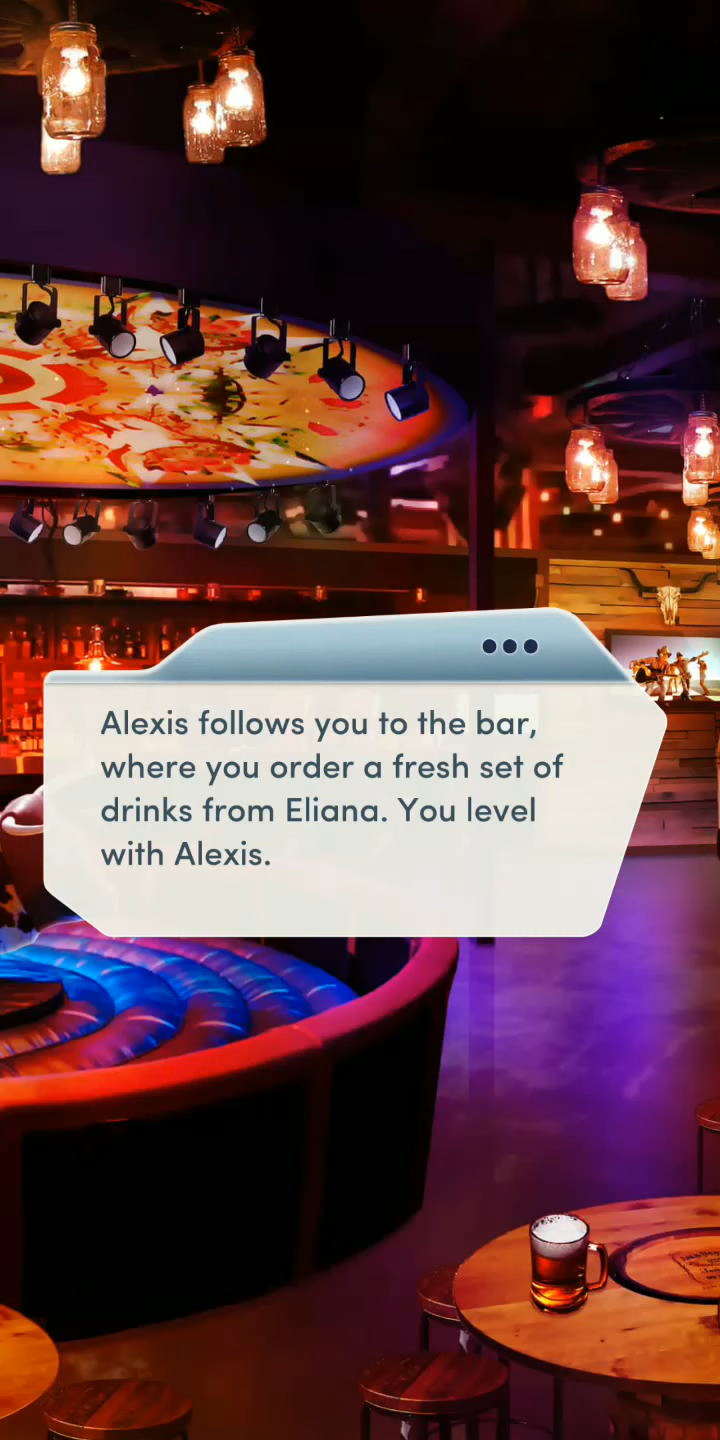 Alexis follows you to the bar,
where you order a fresh set of
drinks from Eliana. You level
with Alexis.